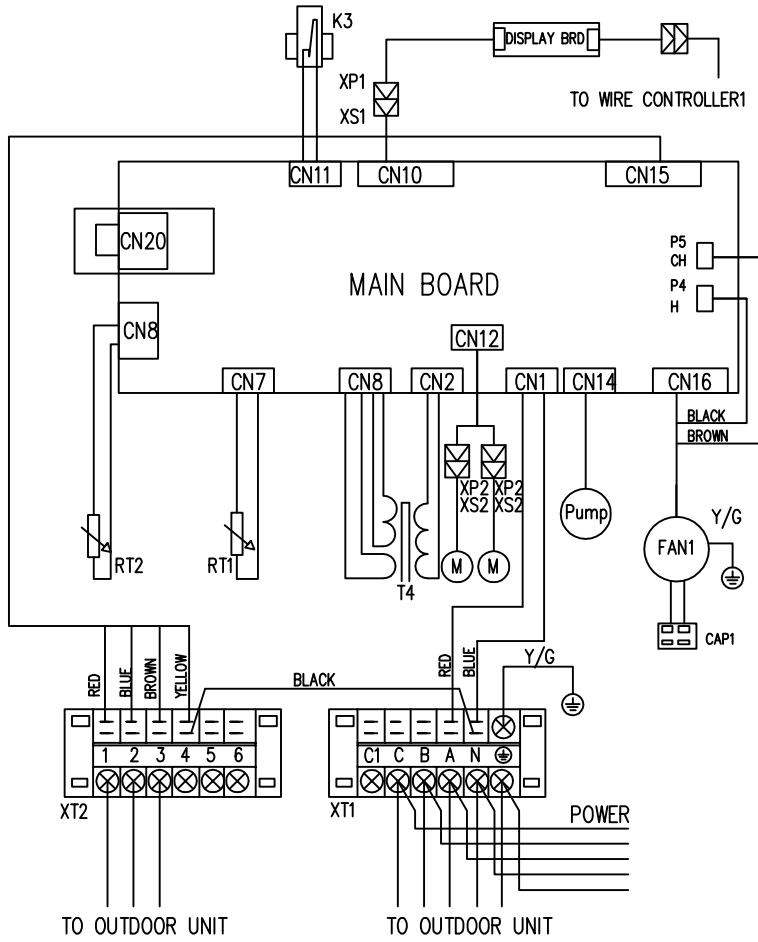 K3
DISPLAY BRD
XP1
XS1
TO WIRE CONTROLLER1
CN11
CN10
CN15
CN20
P5
CH
MAIN BOARD
P4
H
CN8
CN12
CN7
CN8
CN2
CN1
CN14
CN16
BLACK
BROWN
XP2
XS2
XP2
XS2
Pump
Y/G
FAN1
RT2
RT1
M
M
T4
CAP1
RED
BLUE
BROWN
YELLOW
BLACK
RED
BLUE
Y/G
1 2 3 4 5 6
C1 C B A N
XT2
XT1
POWER
TO OUTDOOR UNIT
TO OUTDOOR UNIT